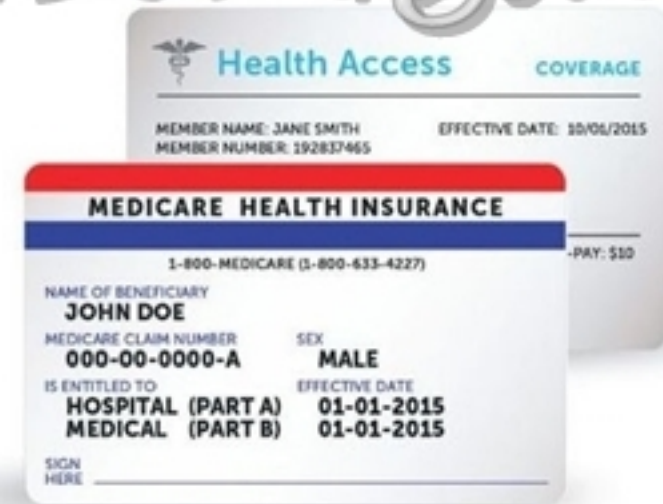 Health Access COVERAGE
MEMBER NAME: JANE SMITH EFFECTIVE DATE: 10/01/2015
MEMBER NUMBER: 192837465
-PAY: $10
MEDICARE HEALTH INSURANCE
1-800-MEDICARE (1-800-633-4227)
NAME OF BENEFICIARY
JOHN DOE
MEDICARE CLAIM NUMBER SEX
000-00-0000-A MALE
IS ENTITLED TO EFFECTIVE DATE
HOSPITAL (PART A) 01-01-2015
MEDICAL (PART B) 01-01-2015
SIGN
HERE